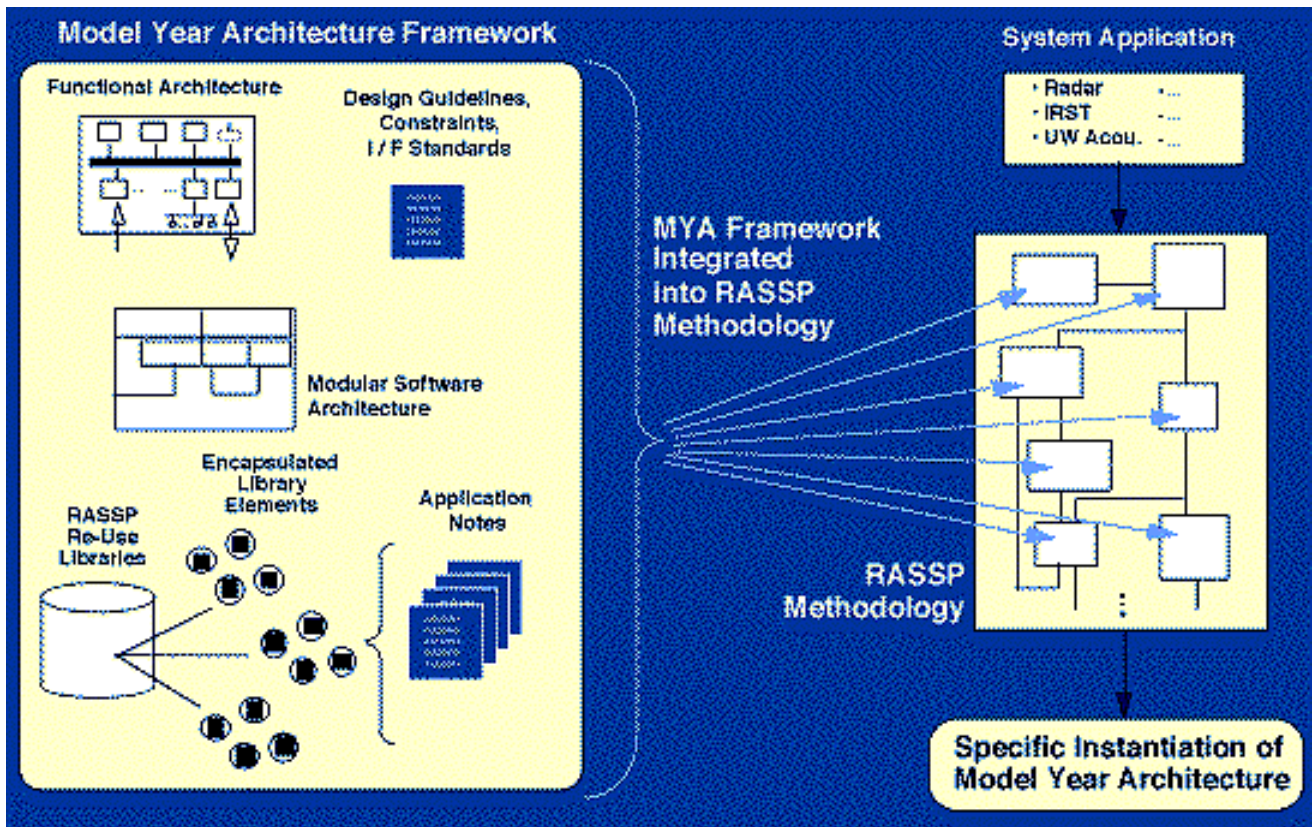 Model Year Architecture Framework
Functional Architecture
Design Guidelines,
Constraints,
I / F Standards
Modular Software
Architecture
Encapsulated
Library
Elements
RASSP
Re-Use
Libraries
Application
Notes
MYA Framework
Integrated
into RASSP
Methodology
System Application
· Radar -...
· IRST -...
· UW Acou. -...
RASSP
Methodology
Specific Instantiation of
Model Year Architecture